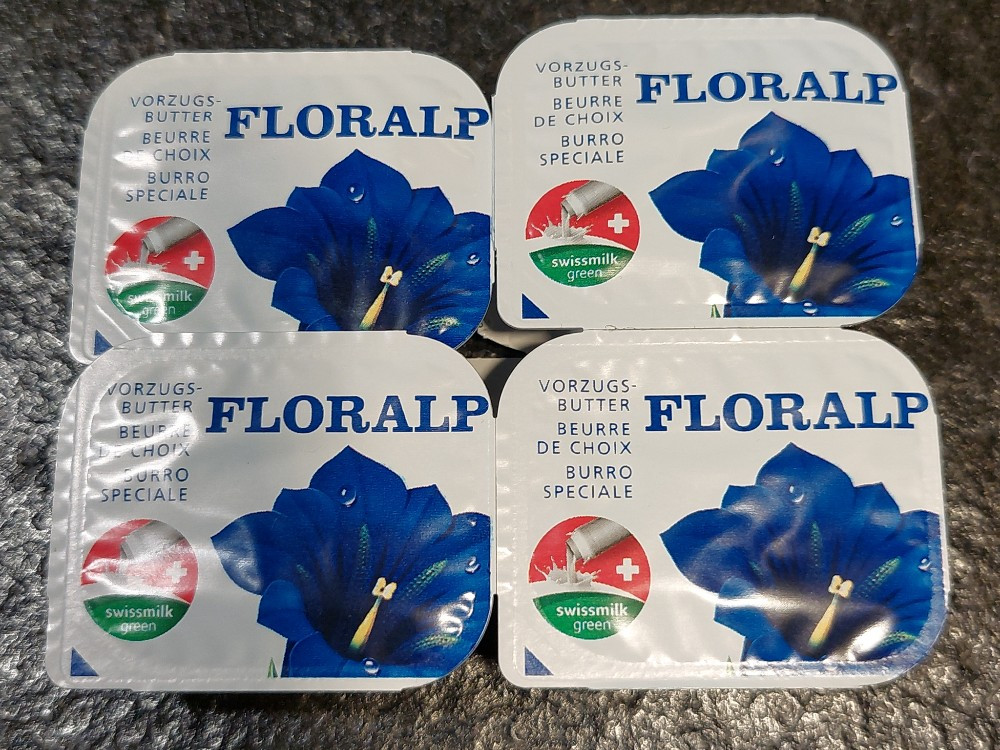 VORZUGS-
BUTTER
BEURRE
DE CHOIX
BURRO
SPECIALE
FLORALP
swissmilk
green
VORZUGS-
BUTTER
BEURRE
DE CHOIX
BURRO
SPECIALE
FLORALP
swissmilk
green
VORZUGS-
BUTTER
BEURRE
DE CHOIX
BURRO
SPECIALE
FLORALP
swissmilk
green
VORZUGS-
BUTTER
BEURRE
DE CHOIX
BURRO
SPECIALE
FLORALP
swissmilk
green